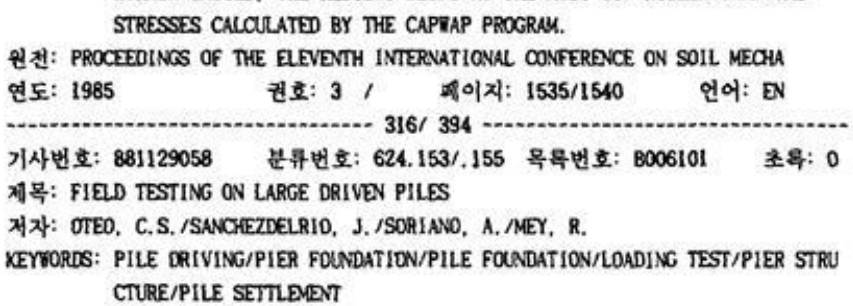 STRESSES CALCULATED BY THE CAPWAP PROGRAM.
원전: PROCEEDINGS OF THE ELEVENTH INTERNATIONAL CONFERENCE ON SOIL MECHA
연도: 1985 권호: 3 / 페이지: 1535/1540 언어: EN
-------------------------------- 316/ 394 --------------------------------
기사번호: 881129058 분류번호: 624.153/.155 목록번호: B006101 초록: 0
제목: FIELD TESTING ON LARGE DRIVEN PILES
저자: OTEO, C.S./SANCHEZDELRIO, J./SORIANO, A./MEY, R.
KEYWORDS: PILE DRIVING/PIER FOUNDATION/PILE FOUNDATION/LOADING TEST/PIER STRU
CTURE/PILE SETTLEMENT